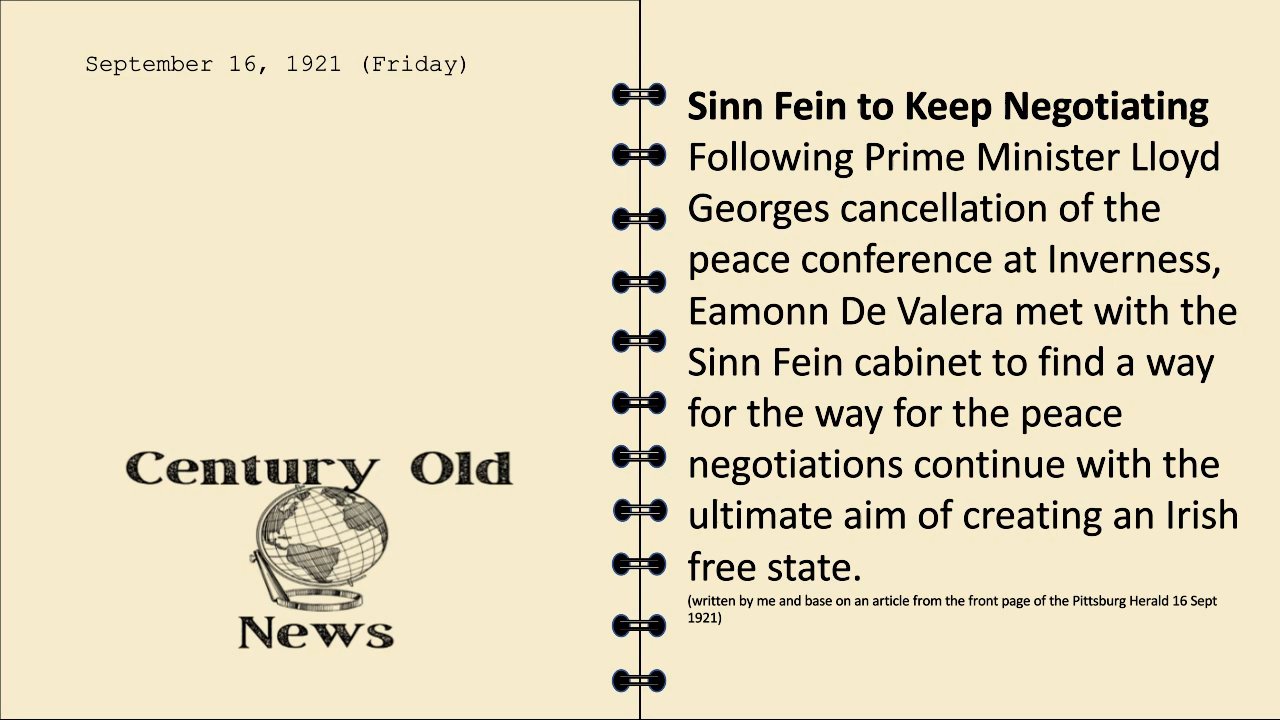 September 16, 1921 (Friday)
Century Old
News
Sinn Fein to Keep Negotiating
Following Prime Minister Lloyd
Georges cancellation of the
peace conference at Inverness,
Eamonn De Valera met with the
Sinn Fein cabinet to find a way
for the way for the peace
negotiations continue with the
ultimate aim of creating an Irish
free state.
(written by me and base on an article from the front page of the Pittsburg Herald 16 Sept
1921)